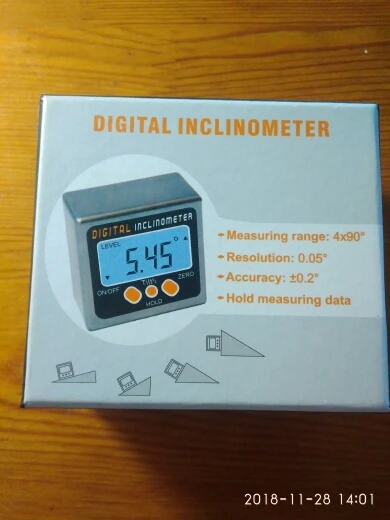 DIGITAL INCLINOMETER
DIGITAL INCLINOMETER
LEVEL
5.45°
ON/OFF
ZERO
HOLD
Measuring range: 4x90°
Resolution: 0.05°
Accuracy: ±0.2°
Hold measuring data
2018-11-28 14:01